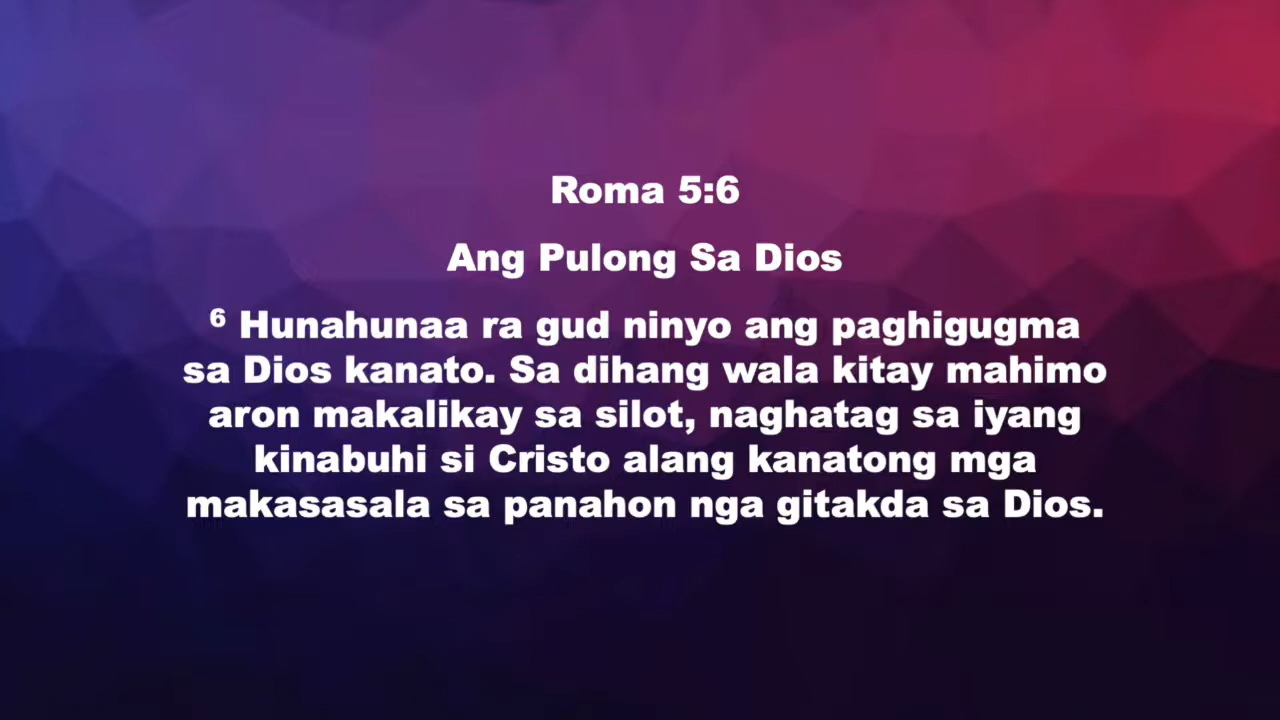 Roma 5:6
Ang Pulong Sa Dios
⁶ Hunahunaa ra gud ninyo ang paghigugma
sa Dios kanato. Sa dihang wala kitay mahimo
aron makalikay sa silot, naghatag sa iyang
kinabuhi si Cristo alang kanatong mga
makasasala sa panahon nga gitakda sa Dios.